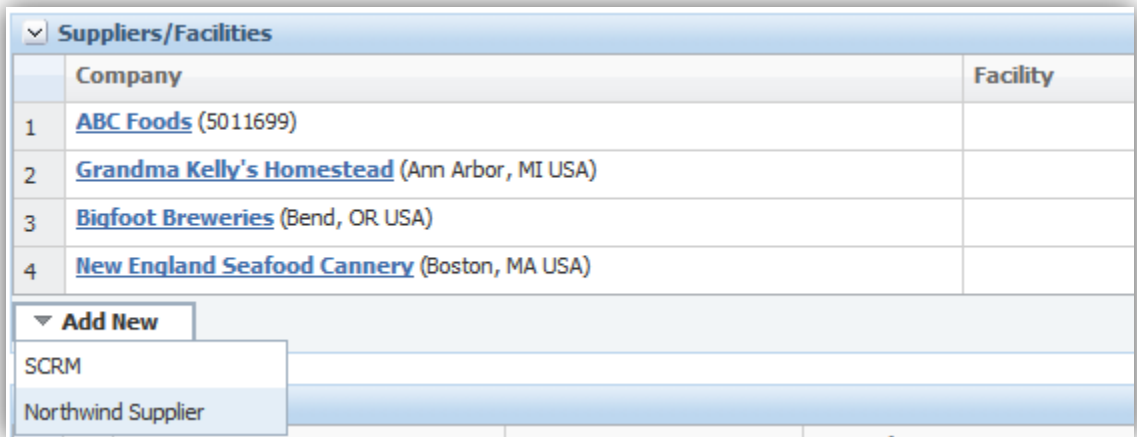 Suppliers/Facilities
Company Facility
1 ABC Foods (5011699)
2 Grandma Kelly's Homestead (Ann Arbor, MI USA)
3 Bigfoot Breweries (Bend, OR USA)
4 New England Seafood Cannery (Boston, MA USA)
Add New
SCRM
Northwind Supplier